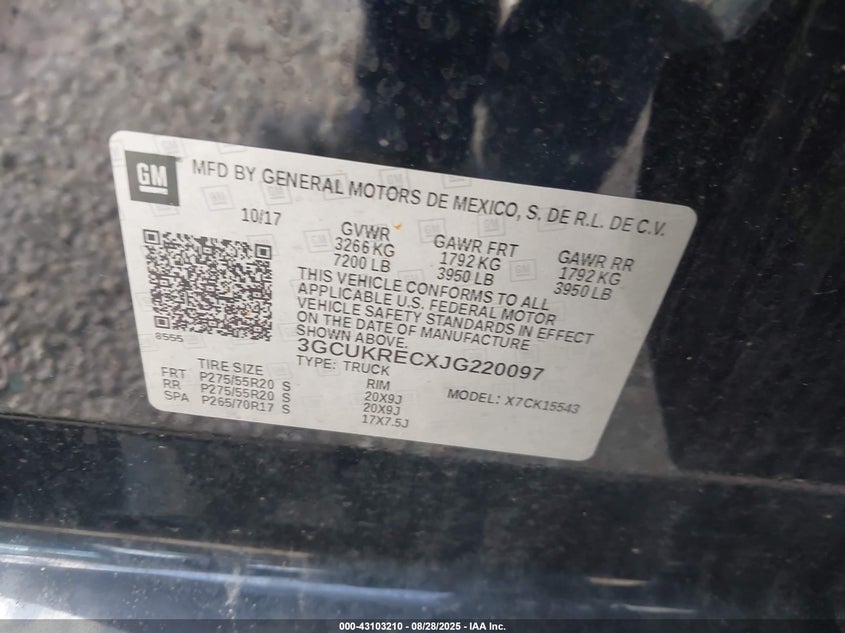 GM
MFD BY GENERAL MOTORS DE MEXICO, S. DE R.L. DE C.V.
10/17
GVWR GAWR FRT GAWR RR
3266 KG 1792 KG 1792 KG
7200 LB 3950 LB 3950 LB
THIS VEHICLE CONFORMS TO ALL
APPLICABLE U.S. FEDERAL MOTOR
VEHICLE SAFETY STANDARDS IN EFFECT
ON THE DATE OF MANUFACTURE
SHOWN ABOVE.
8555
3GCUKRECXJG220097
TYPE: TRUCK MODEL: X7CK15543
TIRE SIZE RIM
FRT P275/55R20 S 20X9J
RR P275/55R20 S 20X9J
SPA P265/70R17 S 17X7.5J
000-43103210 - 08/28/2025 - IAA Inc.